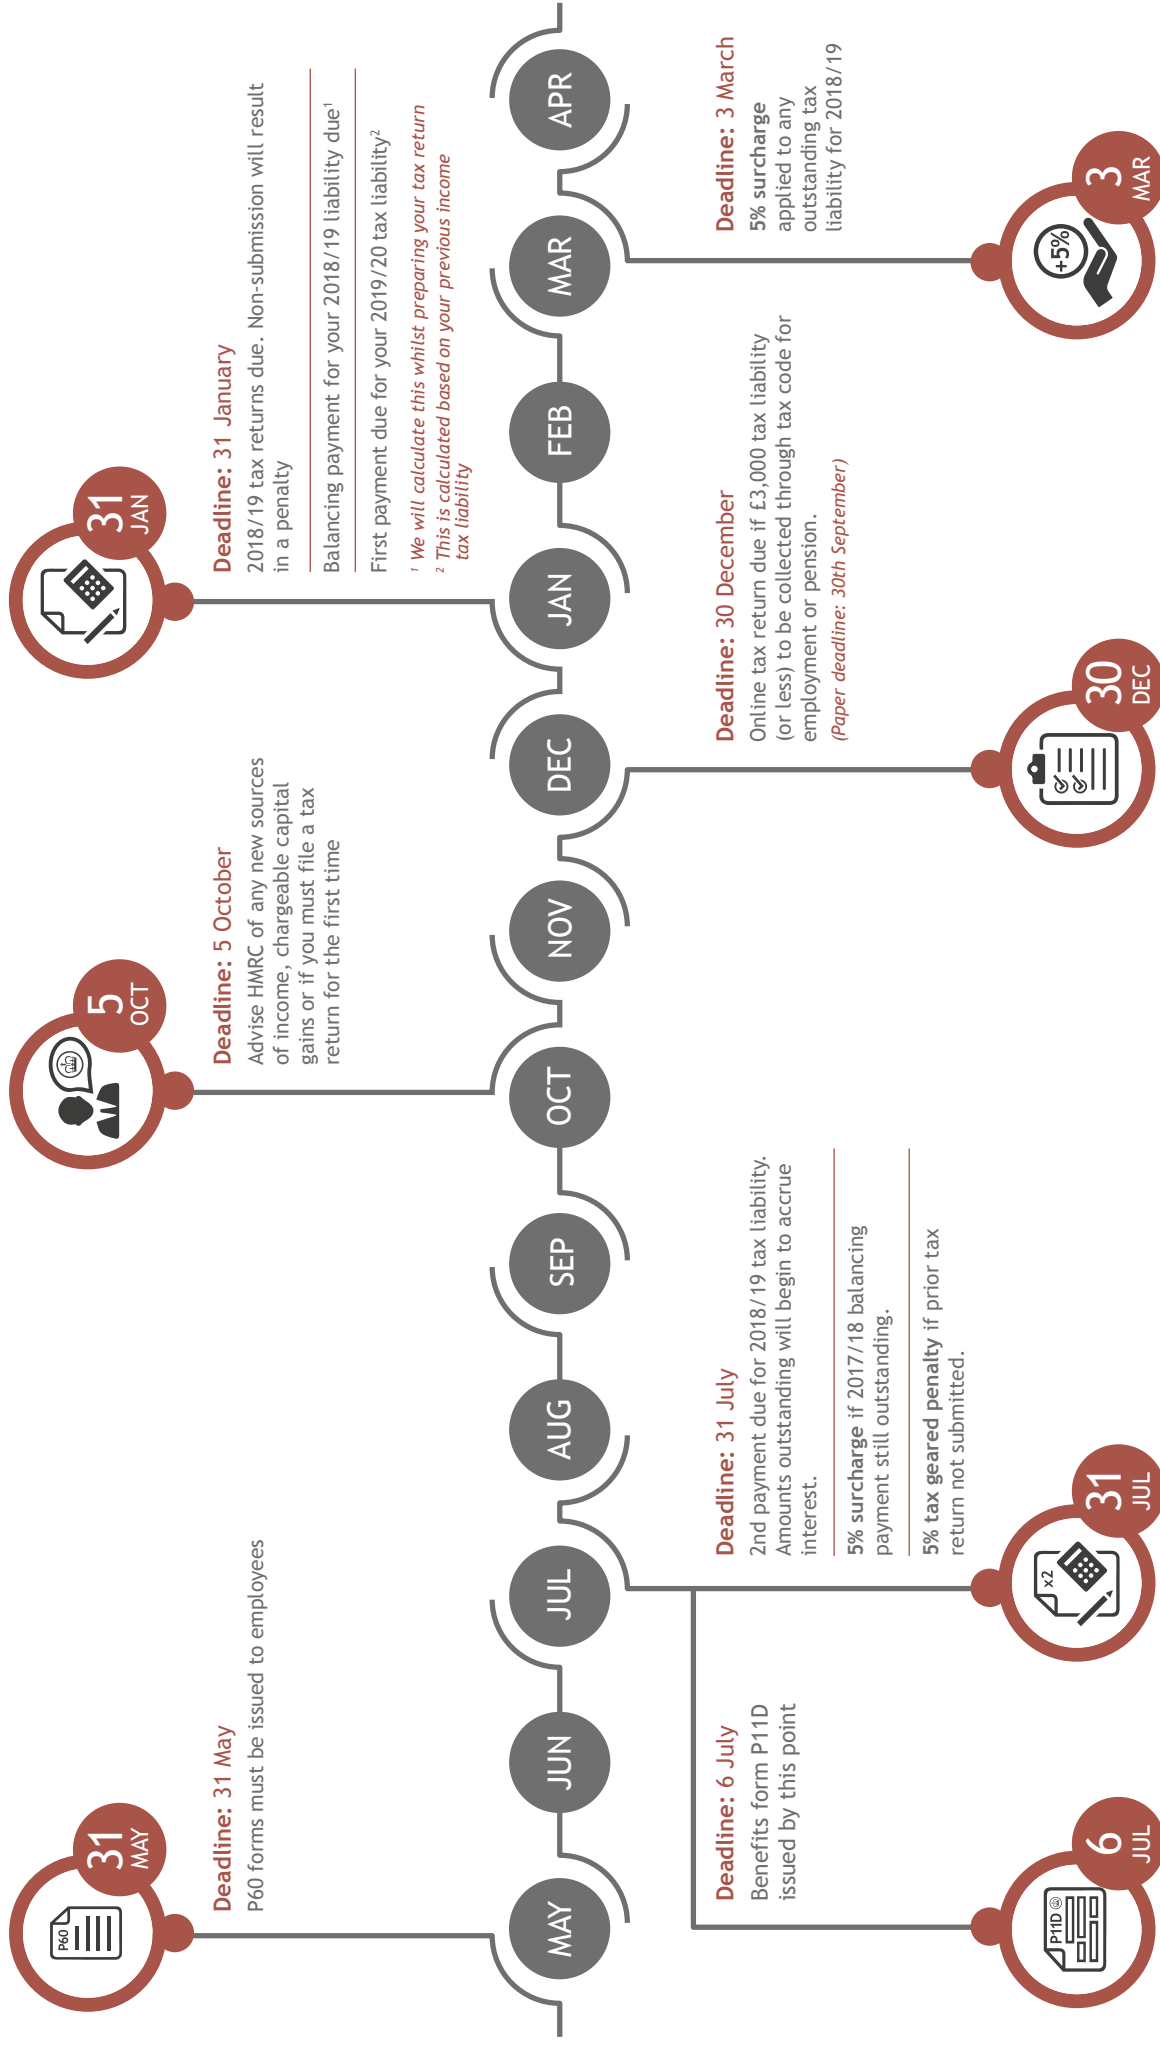 P60
31
MAY
Deadline: 31 May
P60 forms must be issued to employees
5
OCT
Deadline: 5 October
Advise HMRC of any new sources
of income, chargeable capital
gains or if you must file a tax
return for the first time
31
JAN
Deadline: 31 January
2018/19 tax returns due. Non-submission will result
in a penalty
Balancing payment for your 2018/19 liability due¹
First payment due for your 2019/20 tax liability²
¹ We will calculate this whilst preparing your tax return
² This is calculated based on your previous income
tax liability
MAY
JUN
JUL
AUG
SEP
OCT
NOV
DEC
JAN
FEB
MAR
APR
Deadline: 6 July
Benefits form P11D
issued by this point
P11D
6
JUL
Deadline: 31 July
2nd payment due for 2018/19 tax liability.
Amounts outstanding will begin to accrue
interest.
5% surcharge if 2017/18 balancing
payment still outstanding.
5% tax geared penalty if prior tax
return not submitted.
x2
31
JUL
Deadline: 30 December
Online tax return due if £3,000 tax liability
(or less) to be collected through tax code for
employment or pension.
(Paper deadline: 30th September)
30
DEC
Deadline: 3 March
5% surcharge
applied to any
outstanding tax
liability for 2018/19
+5%
3
MAR